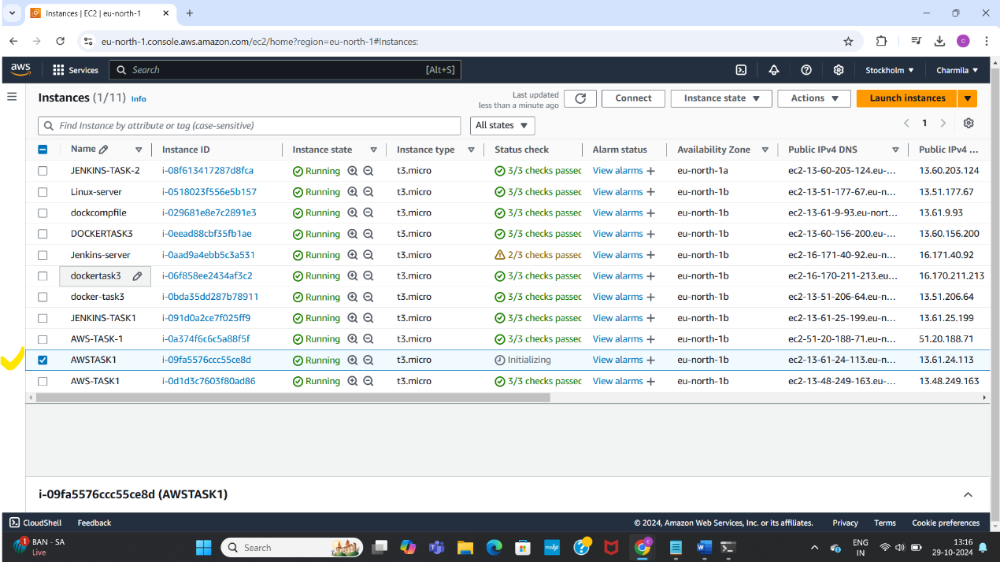 Instances | EC2 | eu-north-1
eu-north-1.console.aws.amazon.com/ec2/home?region=eu-north-1#Instances:
aws Services Search [Alt+S] Stockholm Charmila
Instances (1/11) Info Last updated less than a minute ago Connect Instance state Actions Launch instances
Find Instance by attribute or tag (case-sensitive) All states 1
Name Instance ID Instance state Instance type Status check Alarm status Availability Zone Public IPv4 DNS Public IPv4 ...
JENKINS-TASK-2 i-08f613417287d8fca Running t3.micro 3/3 checks passed View alarms + eu-north-1a ec2-13-60-203-124.eu-... 13.60.203.124
Linux-server i-0518023f556e5b157 Running t3.micro 3/3 checks passed View alarms + eu-north-1b ec2-13-51-177-67.eu-n... 13.51.177.67
dockcompfile i-029681e8e7c2891e3 Running t3.micro 3/3 checks passed View alarms + eu-north-1b ec2-13-61-9-93.eu-nort... 13.61.9.93
DOCKERTASK3 i-0eead88cbf35fb1ae Running t3.micro 3/3 checks passed View alarms + eu-north-1b ec2-13-60-156-200.eu-... 13.60.156.200
Jenkins-server i-0aad9a4ebb5c3a531 Running t3.micro 2/3 checks passed View alarms + eu-north-1b ec2-16-171-40-92.eu-n... 16.171.40.92
dockertask3 i-06f858ee2434af3c2 Running t3.micro 3/3 checks passed View alarms + eu-north-1b ec2-16-170-211-213.eu... 16.170.211.213
docker-task3 i-0bda35dd287b78911 Running t3.micro 3/3 checks passed View alarms + eu-north-1b ec2-13-51-206-64.eu-n... 13.51.206.64
JENKINS-TASK1 i-091d0a2ce7f025ff9 Running t3.micro 3/3 checks passed View alarms + eu-north-1b ec2-13-61-25-199.eu-n... 13.61.25.199
AWS-TASK-1 i-0a374f6c6c5a88f5f Running t3.micro 3/3 checks passed View alarms + eu-north-1b ec2-51-20-188-71.eu-n... 51.20.188.71
AWSTASK1 i-09fa5576ccc55ce8d Running t3.micro Initializing View alarms + eu-north-1b ec2-13-61-24-113.eu-n... 13.61.24.113
AWS-TASK1 i-0d1d3c7603f80ad86 Running t3.micro 3/3 checks passed View alarms + eu-north-1b ec2-13-48-249-163.eu-... 13.48.249.163
i-09fa5576ccc55ce8d (AWSTASK1)
CloudShell Feedback © 2024, Amazon Web Services, Inc. or its affiliates. Privacy Terms Cookie preferences
1 BAN - SA Live Search myhp ENG IN 13:16 29-10-2024